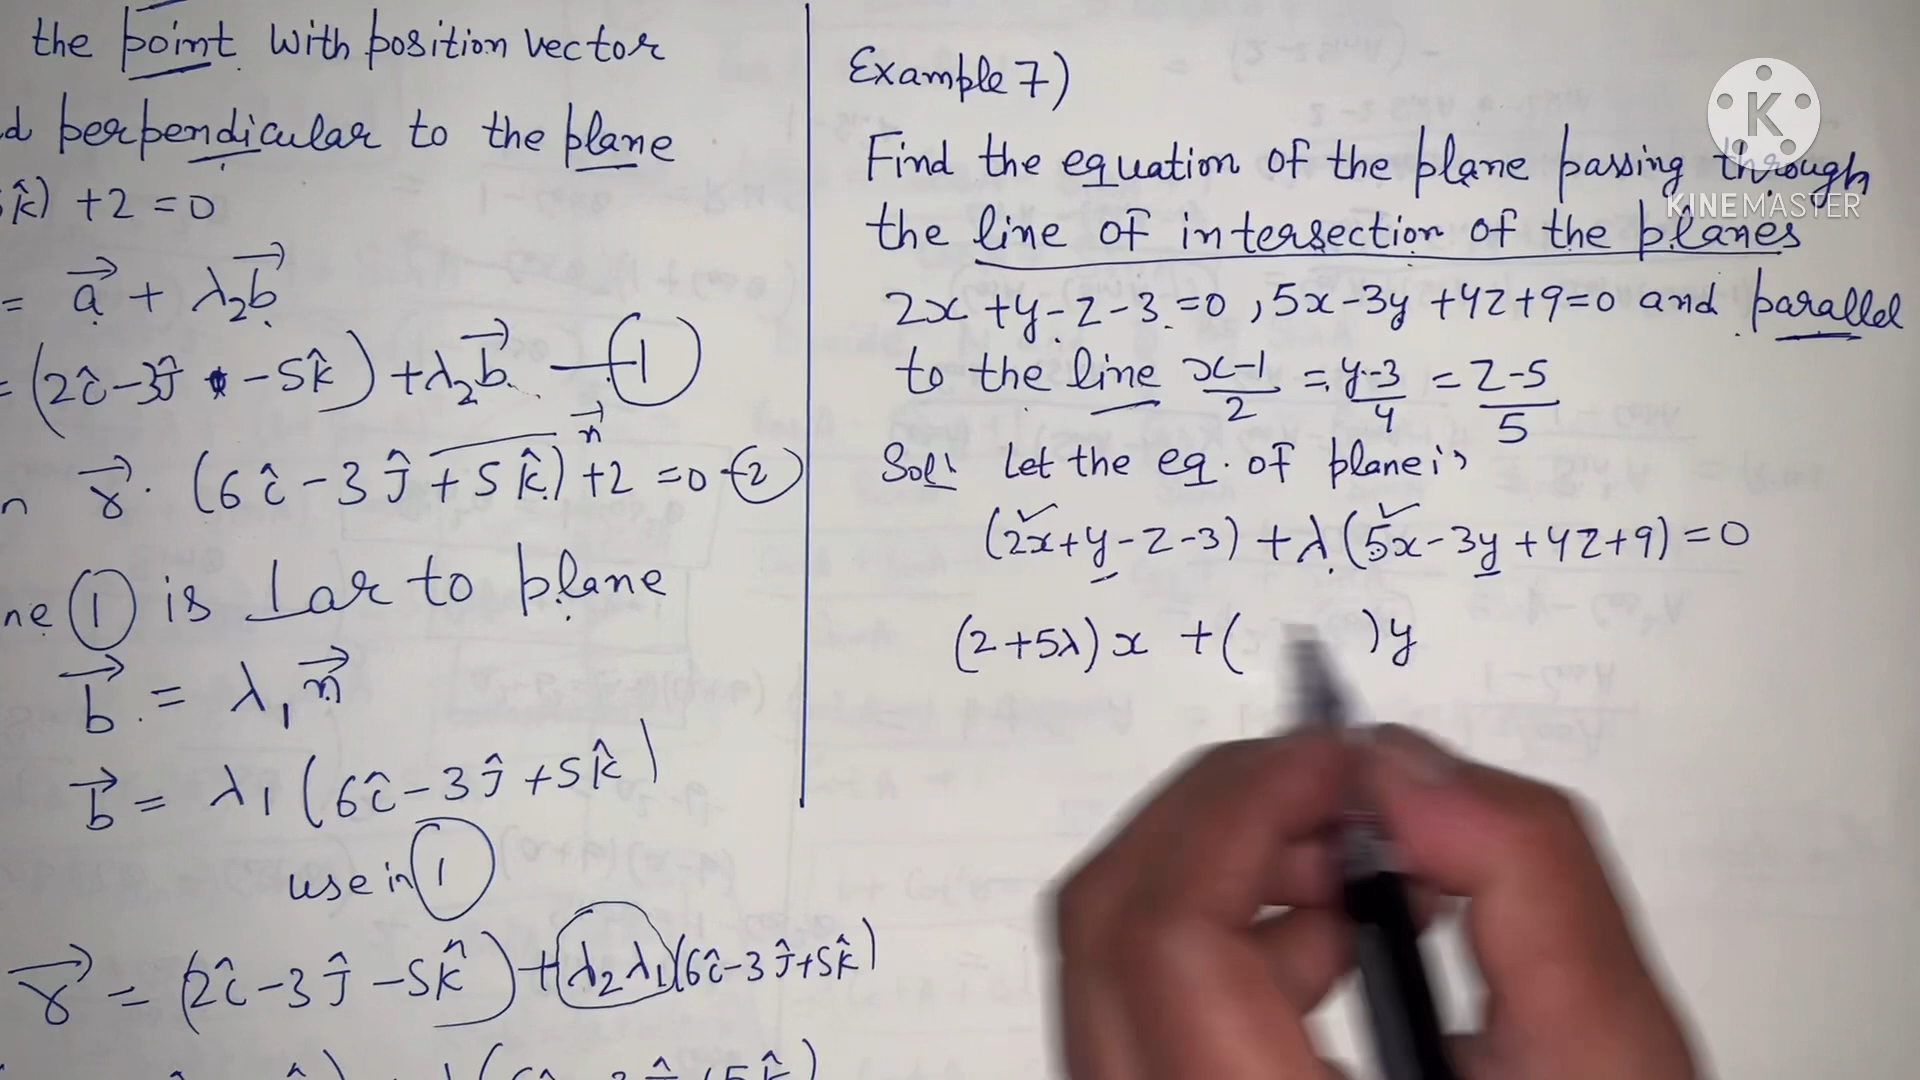 the point with position vector
d perpendicular to the plane
k̂) + 2 = 0
= a⃗ + λ₂b⃗
= (2î - 3ĵ - 5k̂) + λ₂b⃗ — ①
n⃗
n r⃗ . (6î - 3ĵ + 5k̂) + 2 = 0 - ②
ne ① is ⊥ar to plane
b⃗ = λ₁ n⃗
b⃗ = λ₁ (6î - 3ĵ + 5k̂)
use in ①
r⃗ = (2î - 3ĵ - 5k̂) + λ₂λ₁(6î - 3ĵ + 5k̂)
Example 7)
Find the equation of the plane passing through
the line of intersection of the planes
2x + y - z - 3 = 0, 5x - 3y + 4z + 9 = 0 and parallel
to the line x-1/2 = y-3/4 = z-5/5
Sol: Let the eq. of plane is
(2x + y - z - 3) + λ(5x - 3y + 4z + 9) = 0
(2 + 5λ)x + ( )y
K
KINEMASTER